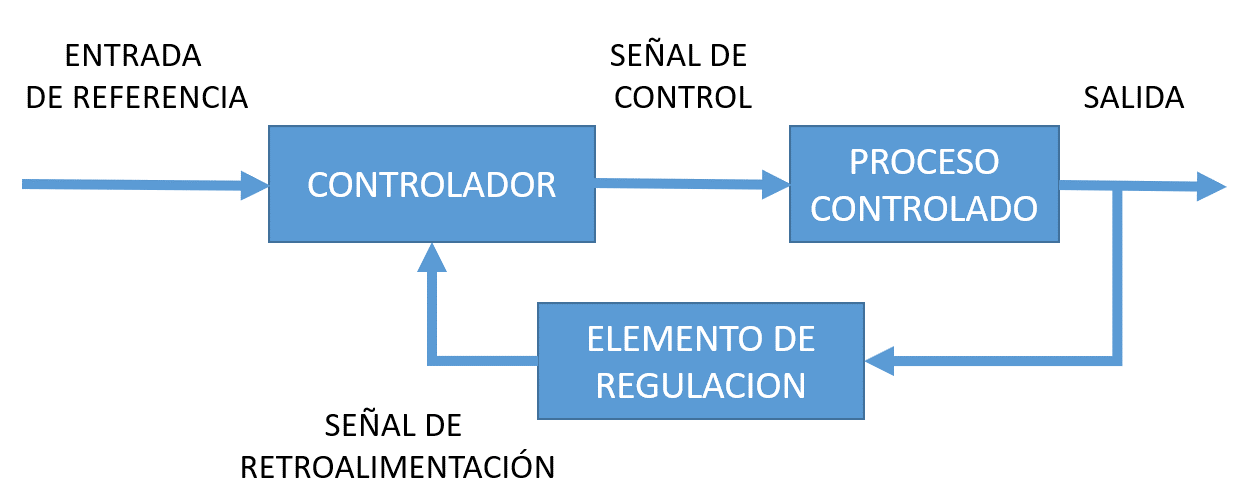 ENTRADA
DE REFERENCIA
SEÑAL DE
CONTROL
SALIDA
CONTROLADOR
PROCESO
CONTROLADO
ELEMENTO DE
REGULACION
SEÑAL DE
RETROALIMENTACIÓN